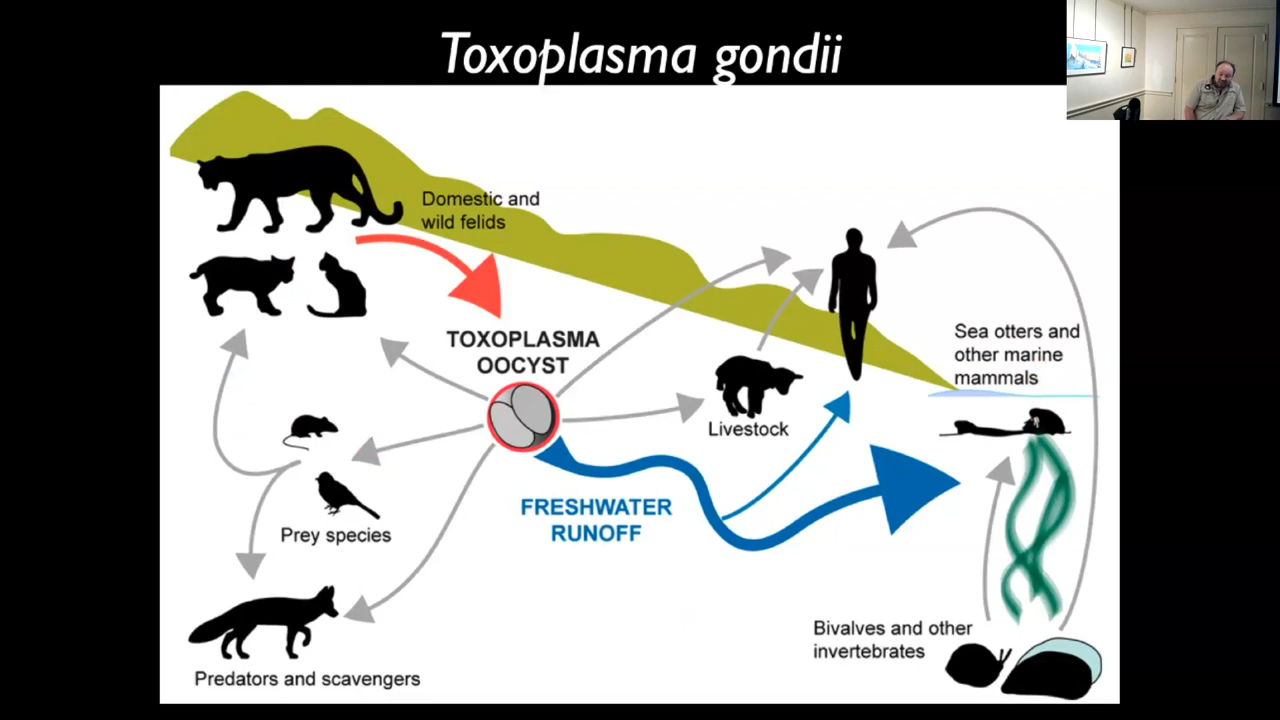 Toxoplasma gondii
Domestic and
wild felids
TOXOPLASMA
OOCYST
Sea otters and
other marine
mammals
Livestock
FRESHWATER
RUNOFF
Prey species
Bivalves and other
invertebrates
Predators and scavengers